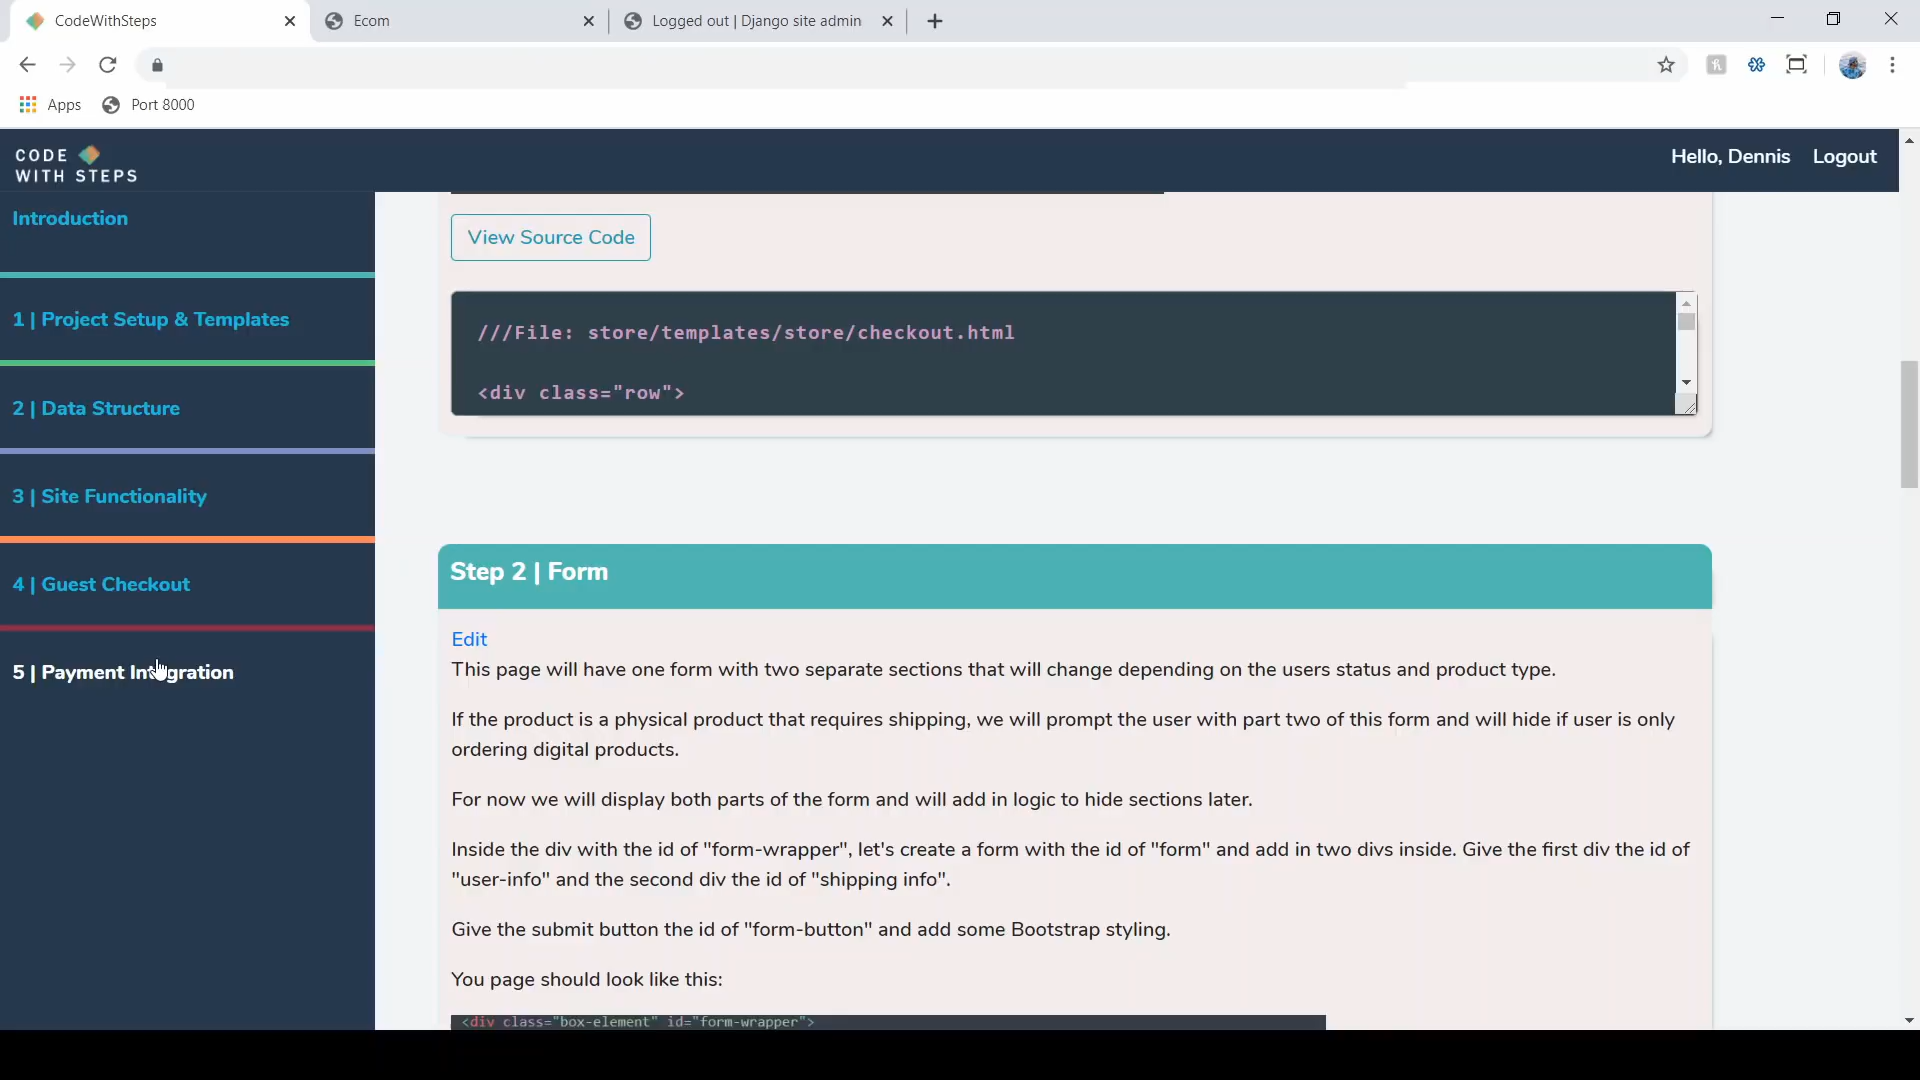 CodeWithSteps
Ecom
Logged out | Django site admin
Apps
Port 8000
CODE
WITH STEPS
Hello, Dennis
Logout
Introduction
1 | Project Setup & Templates
2 | Data Structure
3 | Site Functionality
4 | Guest Checkout
5 | Payment Integration
View Source Code
///File: store/templates/store/checkout.html
<div class="row">
Step 2 | Form
Edit
This page will have one form with two separate sections that will change depending on the users status and product type.
If the product is a physical product that requires shipping, we will prompt the user with part two of this form and will hide if user is only
ordering digital products.
For now we will display both parts of the form and will add in logic to hide sections later.
Inside the div with the id of "form-wrapper", let's create a form with the id of "form" and add in two divs inside. Give the first div the id of
"user-info" and the second div the id of "shipping info".
Give the submit button the id of "form-button" and add some Bootstrap styling.
You page should look like this:
<div class="box-element" id="form-wrapper">